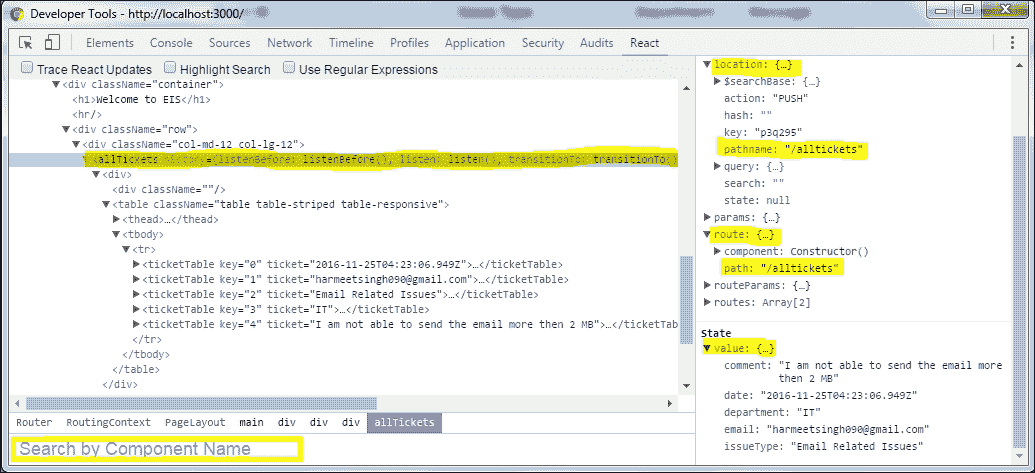 Developer Tools - http://localhost:3000/
Elements Console Sources Network Timeline Profiles Application Security Audits React
Trace React Updates Highlight Search Use Regular Expressions
▼<div className="container">
<h1>Welcome to EIS</h1>
<hr/>
▼<div className="row">
▼<div className="col-md-12 col-lg-12">
▼<allTickets history={listenBefore: listenBefore(), listen: listen(), transitionTo: transitionTo()
▼<div>
<div className=""/>
▼<table className="table table-striped table-responsive">
▶<thead>…</thead>
▼<tbody>
▼<tr>
▶<ticketTable key="0" ticket="2016-11-25T04:23:06.949Z">…</ticketTable>
▶<ticketTable key="1" ticket="harmeetsingh090@gmail.com">…</ticketTable>
▶<ticketTable key="2" ticket="Email Related Issues">…</ticketTable>
▶<ticketTable key="3" ticket="IT">…</ticketTable>
▶<ticketTable key="4" ticket="I am not able to send the email more then 2 MB">…</ticketTab
</tr>
</tbody>
</table>
</div>
Router RoutingContext PageLayout main div div div allTickets
Search by Component Name
▼location: {…}
▶$searchBase: {…}
action: "PUSH"
hash: ""
key: "p3q295"
pathname: "/alltickets"
▶query: {…}
search: ""
state: null
▶params: {…}
▼route: {…}
▶component: Constructor()
path: "/alltickets"
▶routeParams: {…}
▶routes: Array[2]
State
▼value: {…}
comment: "I am not able to send the email more
then 2 MB"
date: "2016-11-25T04:23:06.949Z"
department: "IT"
email: "harmeetsingh090@gmail.com"
issueType: "Email Related Issues"